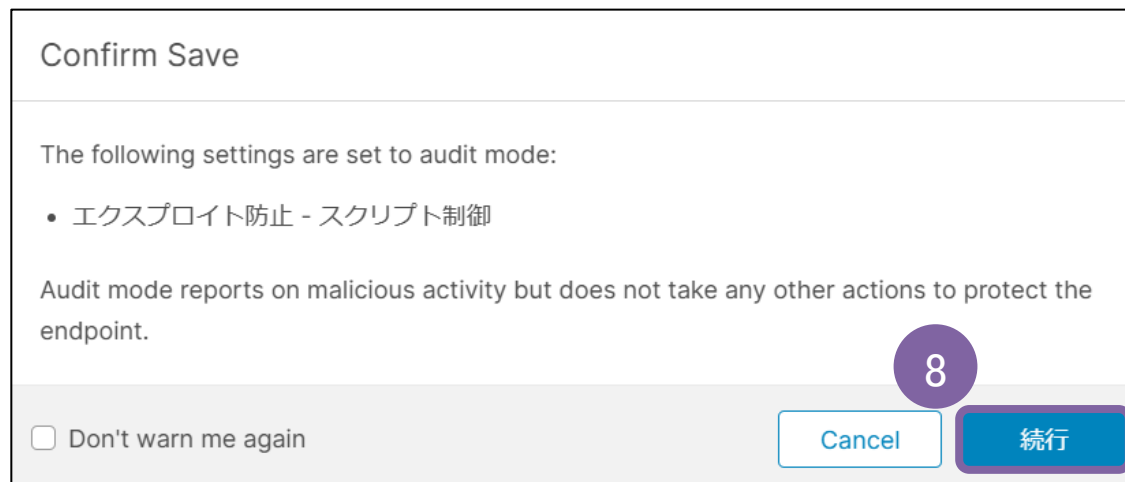 Confirm Save
The following settings are set to audit mode:
• エクスプロイト防止 - スクリプト制御
Audit mode reports on malicious activity but does not take any other actions to protect the
endpoint.
8
Don't warn me again
Cancel
続行